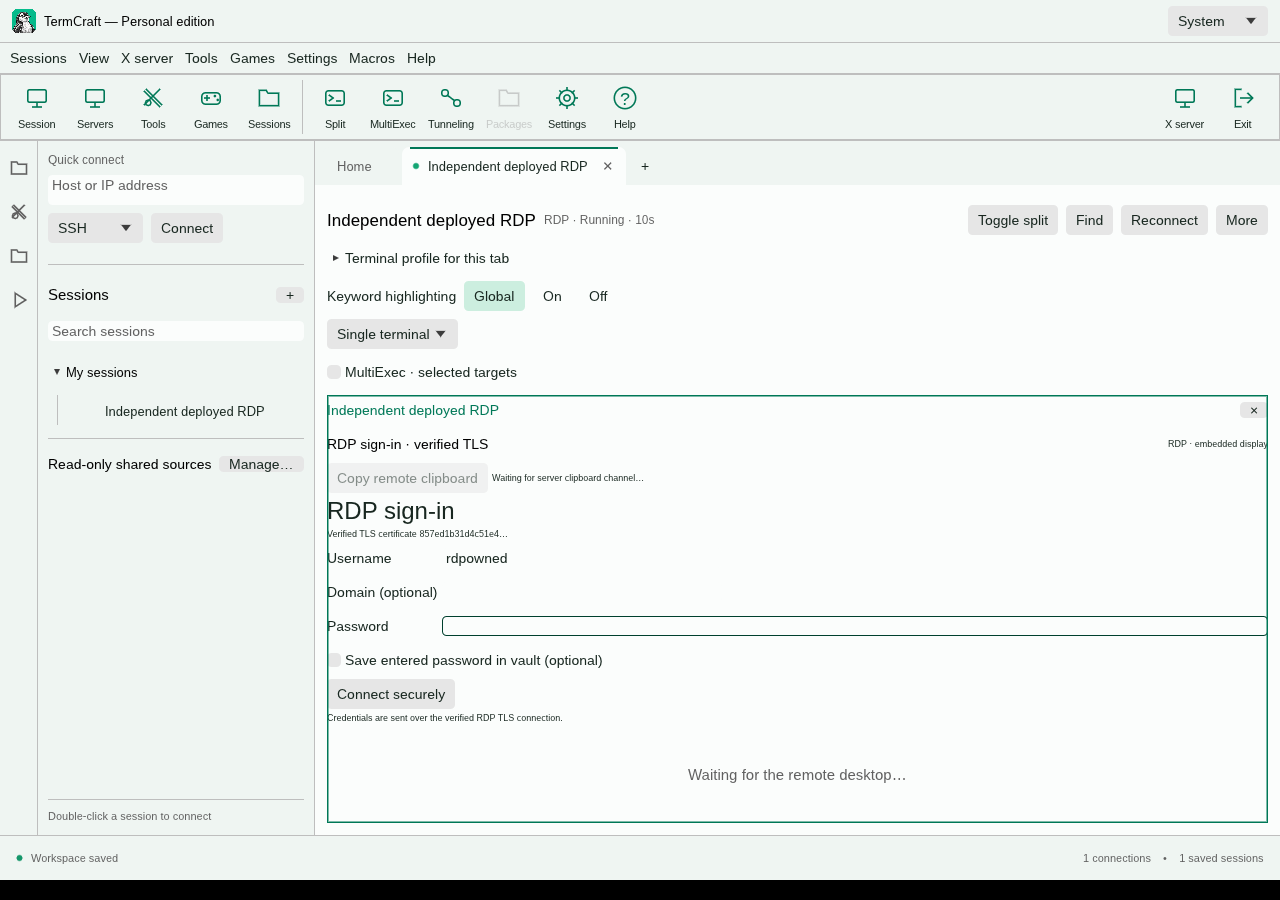 TermCraft — Personal edition
System
Sessions View X server Tools Games Settings Macros Help
Session Servers Tools Games Sessions Split MultiExec Tunneling Packages Settings Help X server Exit
Quick connect
Host or IP address
SSH Connect
Sessions +
Search sessions
My sessions
Independent deployed RDP
Read-only shared sources Manage…
Double-click a session to connect
Home Independent deployed RDP ✕ +
Independent deployed RDP RDP · Running · 10s Toggle split Find Reconnect More
Terminal profile for this tab
Keyword highlighting Global On Off
Single terminal
MultiExec · selected targets
Independent deployed RDP ✕
RDP sign-in · verified TLS RDP · embedded display
Copy remote clipboard Waiting for server clipboard channel…
RDP sign-in
Verified TLS certificate 857ed1b31d4c51e4…
Username rdpowned
Domain (optional)
Password
Save entered password in vault (optional)
Connect securely
Credentials are sent over the verified RDP TLS connection.
Waiting for the remote desktop…
Workspace saved 1 connections • 1 saved sessions